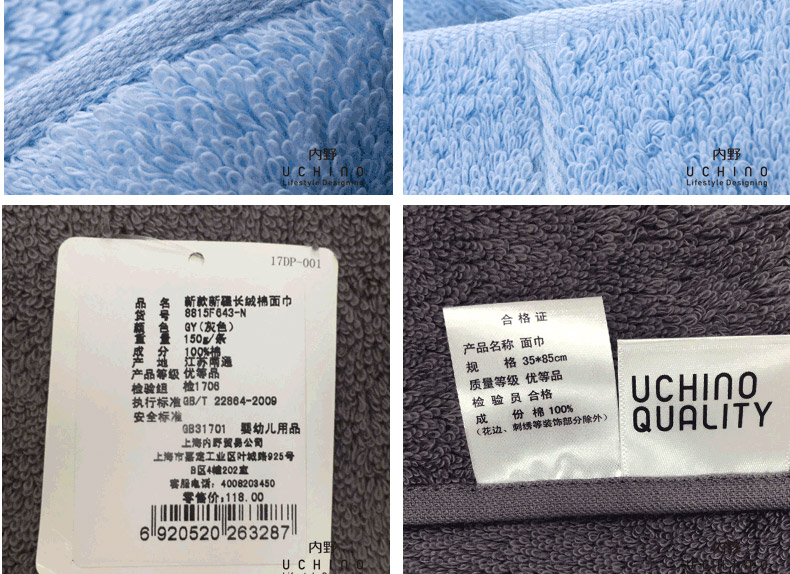 内野
UCHINO
Lifestyle Designing
内野
UCHINO
Lifestyle Designing
17DP-001
品 名 新款新疆长绒棉面巾
货 号 8815F643-N
颜 色 GY(灰色)
重 量 150g/条
成 分 100%棉
产 地 江苏南通
产品等级 优等品
检验组 检1706
执行标准GB/T 22864-2009
安全标准
GB31701 婴幼儿用品
上海内野贸易公司
上海市嘉定工业区叶城路925号
B区4幢202室
客服电话: 4008203450
零售价:118.00
6 920520 263287
内野
UCHINO
Lifestyle Designing
合格证
产品名称 面巾
规 格 35*85cm
质量等级 优等品
检 验 员 合格
成 份 棉 100%
(花边、刺绣等装饰部分除外)
UCHINO
QUALITY
内野